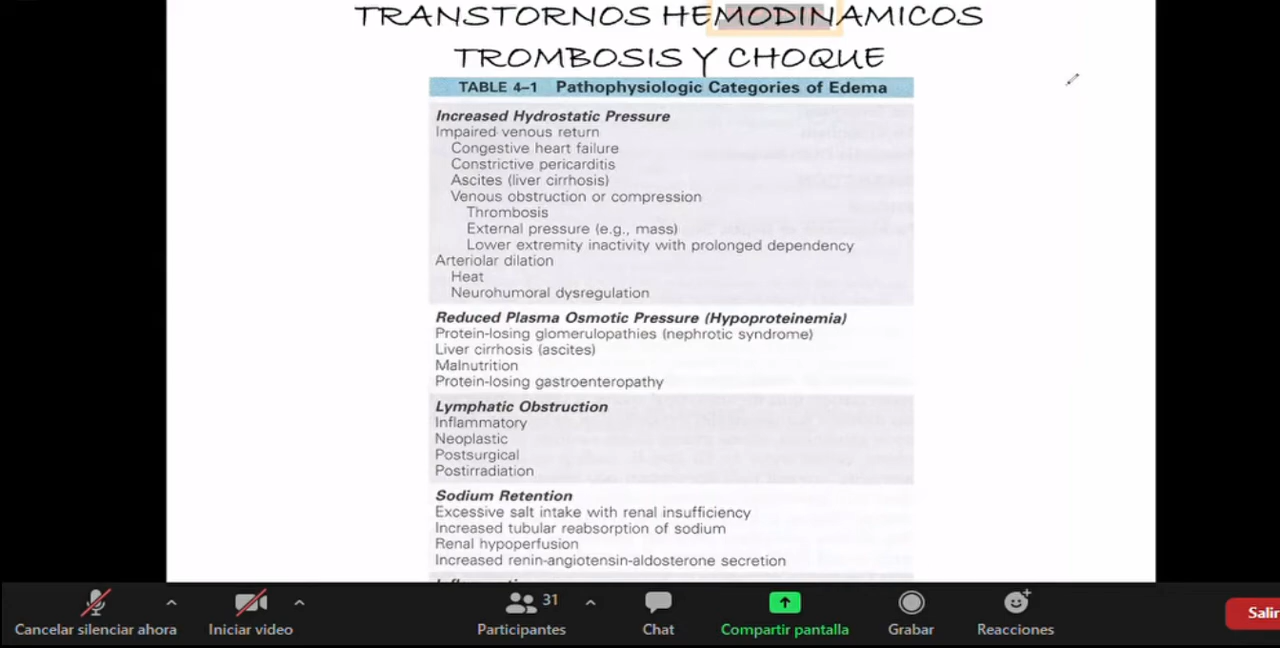 TRANSTORNOS HEMODINAMICOS
TROMBOSIS Y CHOQUE
TABLE 4–1 Pathophysiologic Categories of Edema
Increased Hydrostatic Pressure
Impaired venous return
Congestive heart failure
Constrictive pericarditis
Ascites (liver cirrhosis)
Venous obstruction or compression
Thrombosis
External pressure (e.g., mass)
Lower extremity inactivity with prolonged dependency
Arteriolar dilation
Heat
Neurohumoral dysregulation
Reduced Plasma Osmotic Pressure (Hypoproteinemia)
Protein-losing glomerulopathies (nephrotic syndrome)
Liver cirrhosis (ascites)
Malnutrition
Protein-losing gastroenteropathy
Lymphatic Obstruction
Inflammatory
Neoplastic
Postsurgical
Postirradiation
Sodium Retention
Excessive salt intake with renal insufficiency
Increased tubular reabsorption of sodium
Renal hypoperfusion
Increased renin-angiotensin-aldosterone secretion
Cancelar silenciar ahora
Iniciar video
31
Participantes
Chat
Compartir pantalla
Grabar
Reacciones
Salir